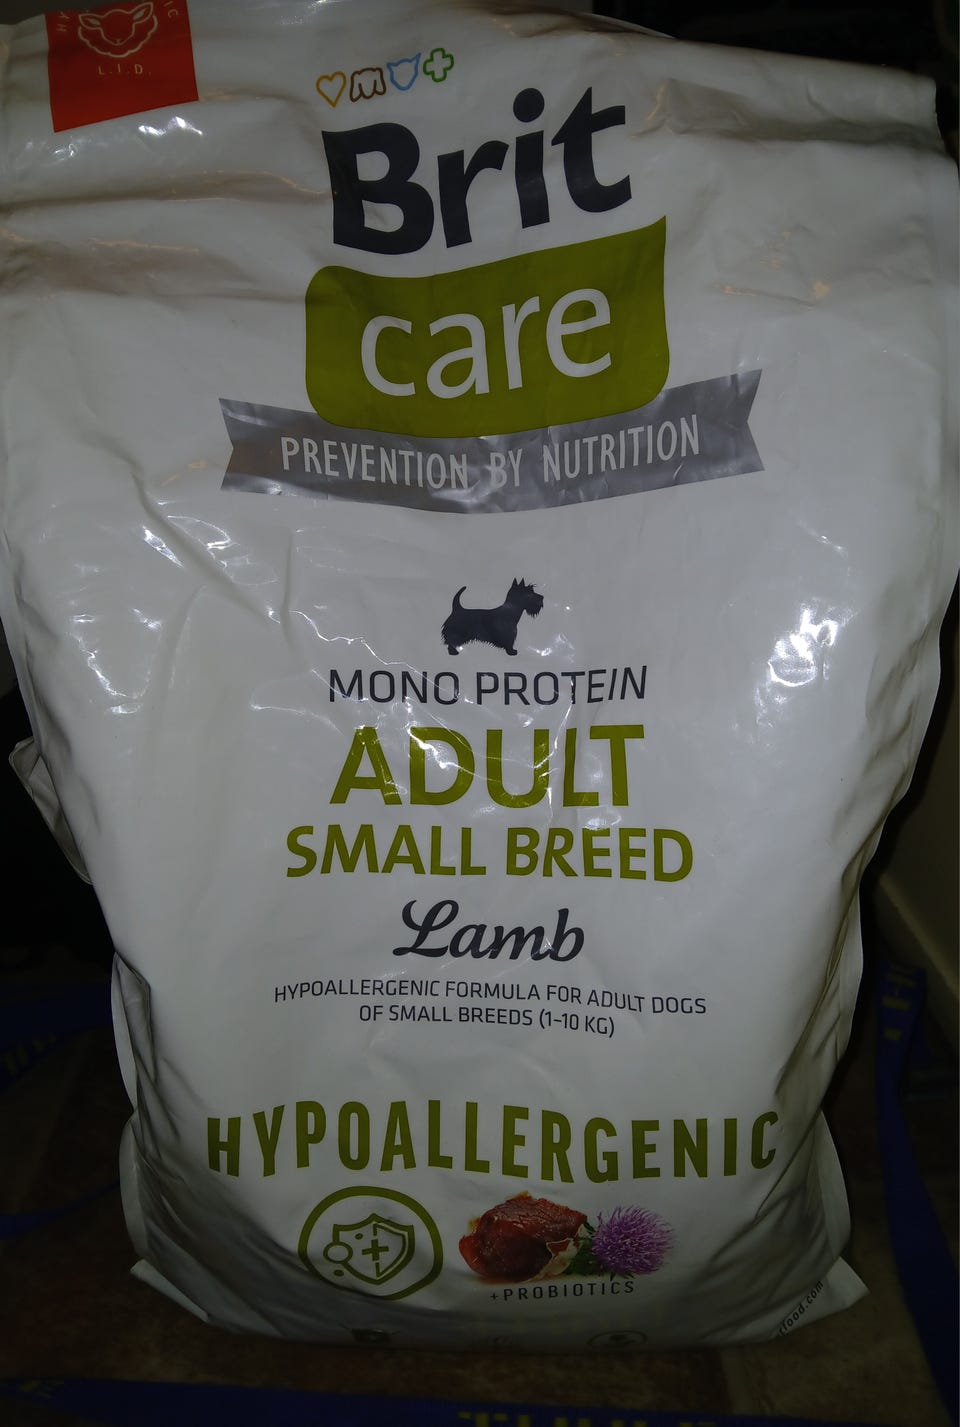 L.I.D.
Brit
care
PREVENTION BY NUTRITION
MONO PROTEIN
ADULT
SMALL BREED
Lamb
HYPOALLERGENIC FORMULA FOR ADULT DOGS
OF SMALL BREEDS (1-10 KG)
HYPOALLERGENIC
+PROBIOTICS